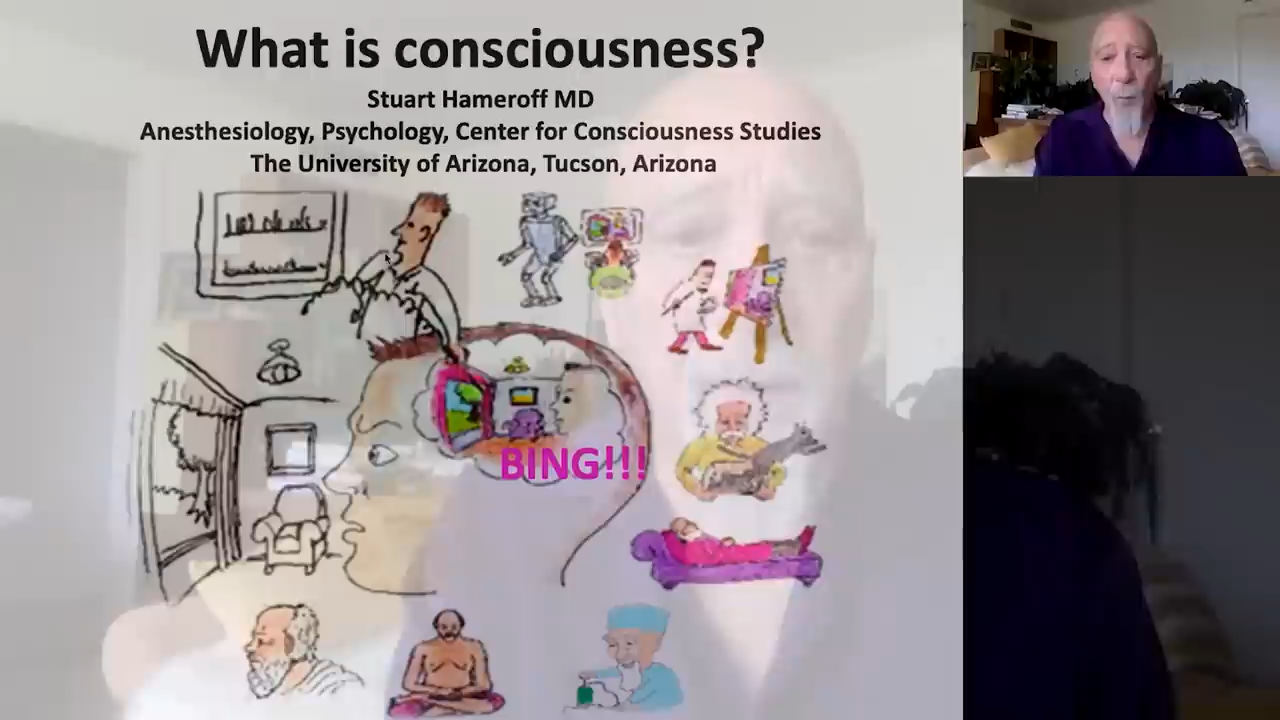 What is consciousness?
Stuart Hameroff MD
Anesthesiology, Psychology, Center for Consciousness Studies
The University of Arizona, Tucson, Arizona
BING!!!